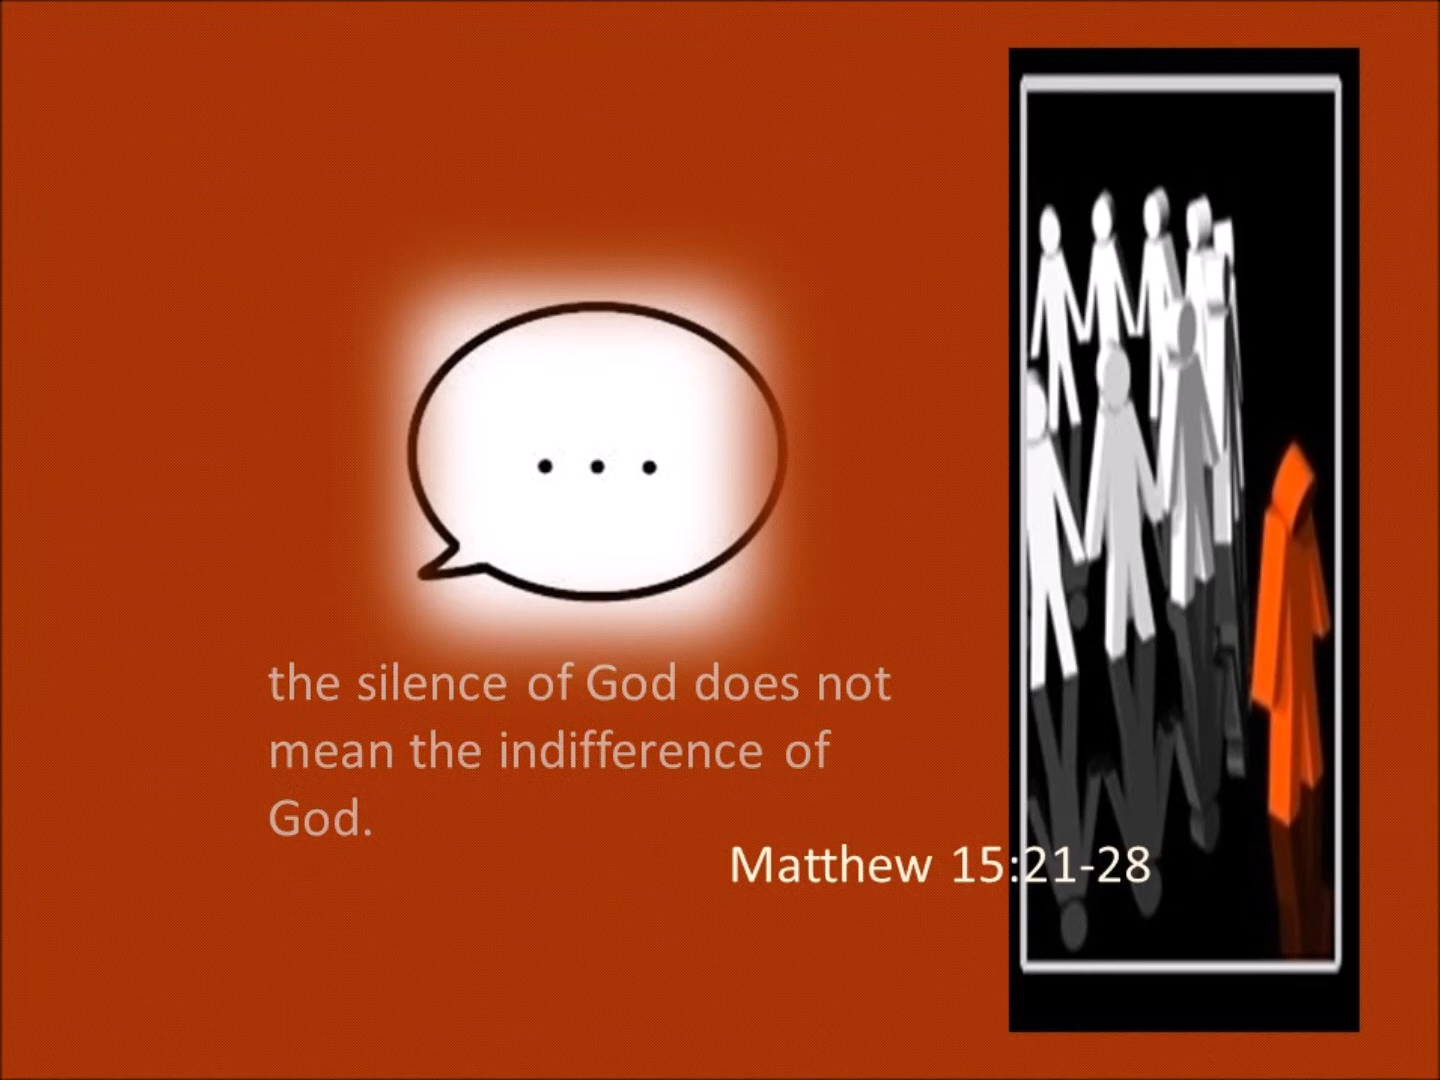 . . .
the silence of God does not
mean the indifference of
God.
Matthew 15:21-28